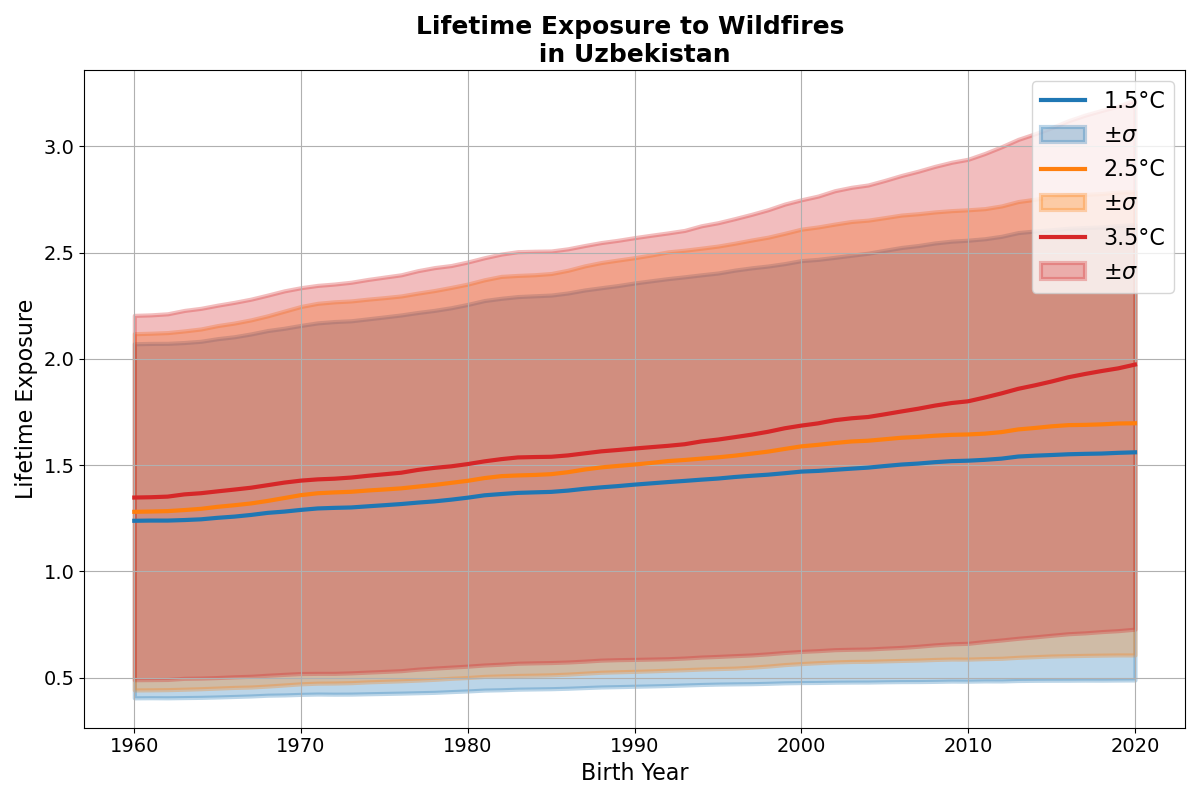 Lifetime Exposure to Wildfires
in Uzbekistan
Lifetime Exposure
3.0
2.5
2.0
1.5
1.0
0.5
1.5°C
±σ
2.5°C
±σ
3.5°C
±σ
1960
1970
1980
1990
2000
2010
2020
Birth Year